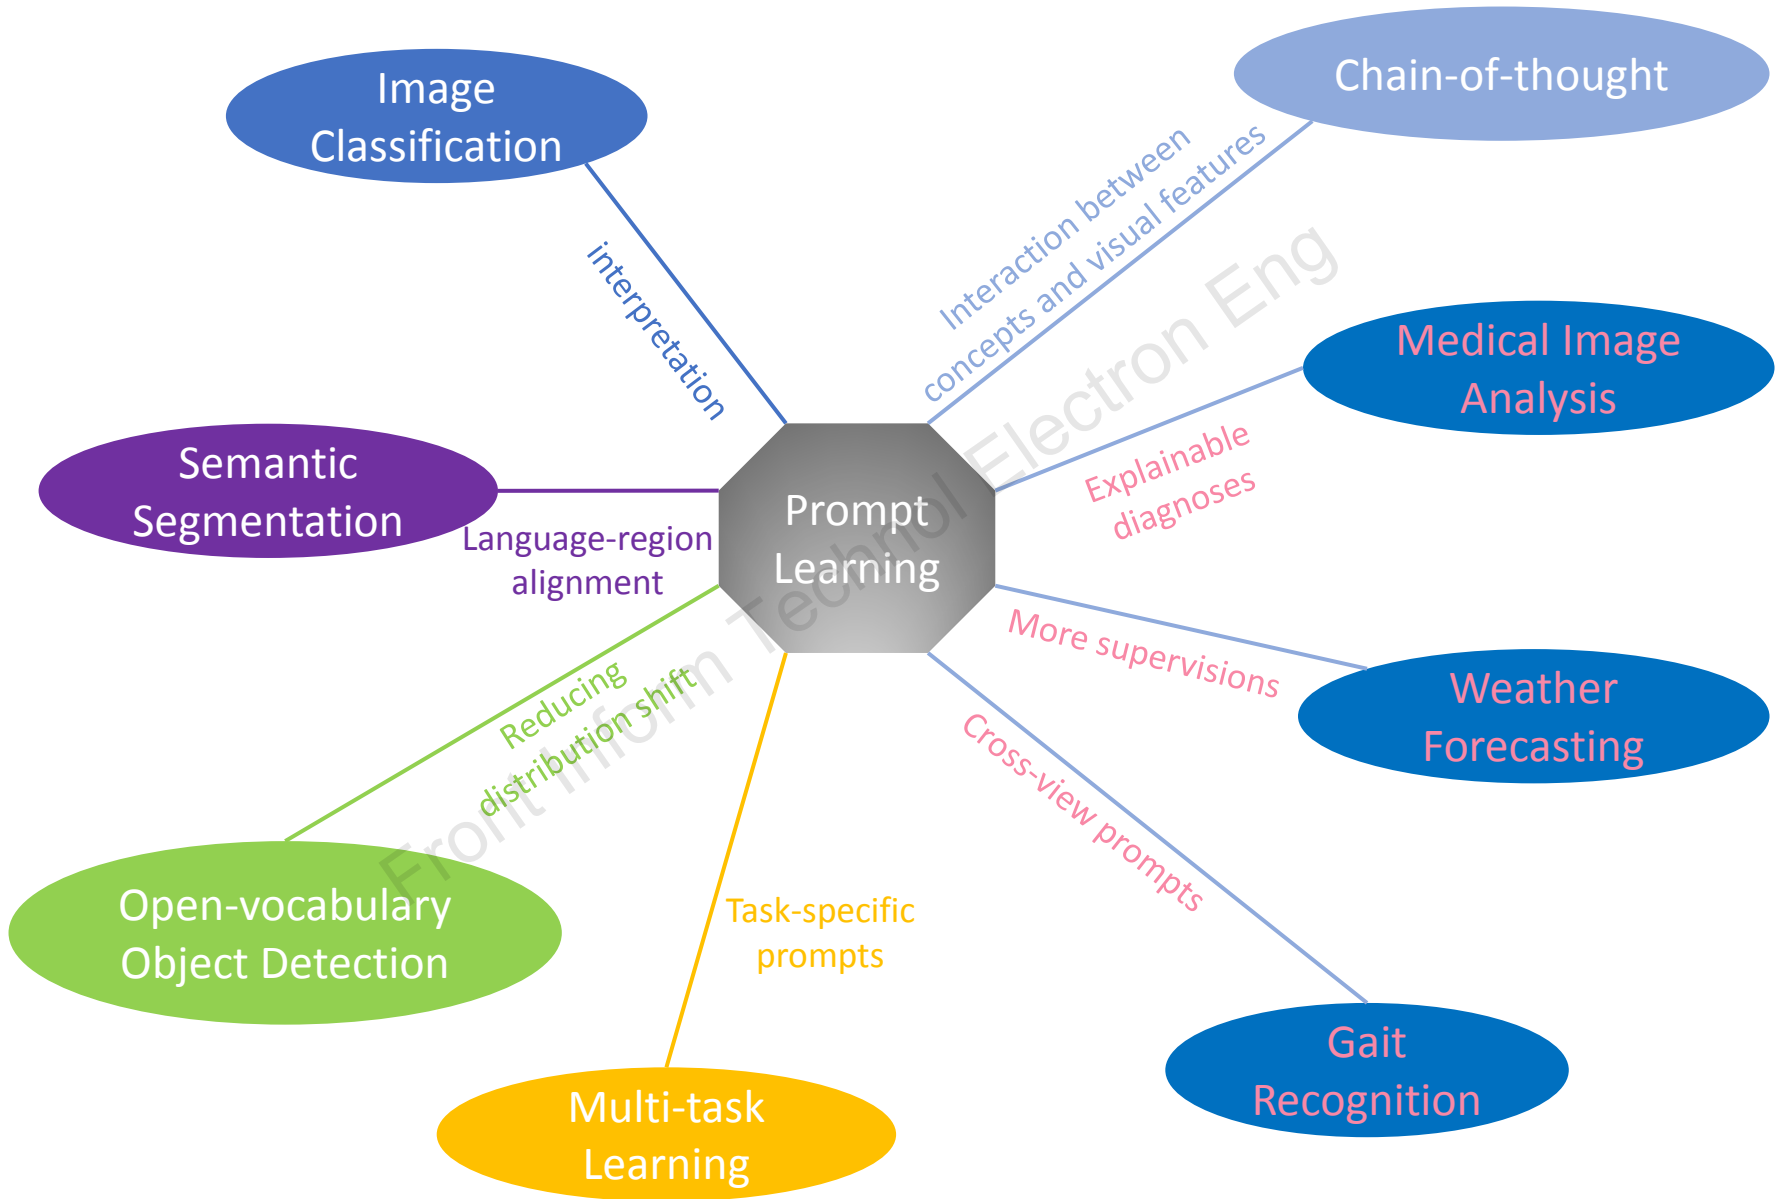 Image
Classification
Chain-of-thought
interpretation
Interaction between
concepts and visual features
Medical Image
Analysis
Explainable
diagnoses
Semantic
Segmentation
Language-region
alignment
Prompt
Learning
More supervisions
Weather
Forecasting
Reducing
distribution shift
Cross-view prompts
Open-vocabulary
Object Detection
Task-specific
prompts
Multi-task
Learning
Gait
Recognition
Front Inform Technol Electron Eng